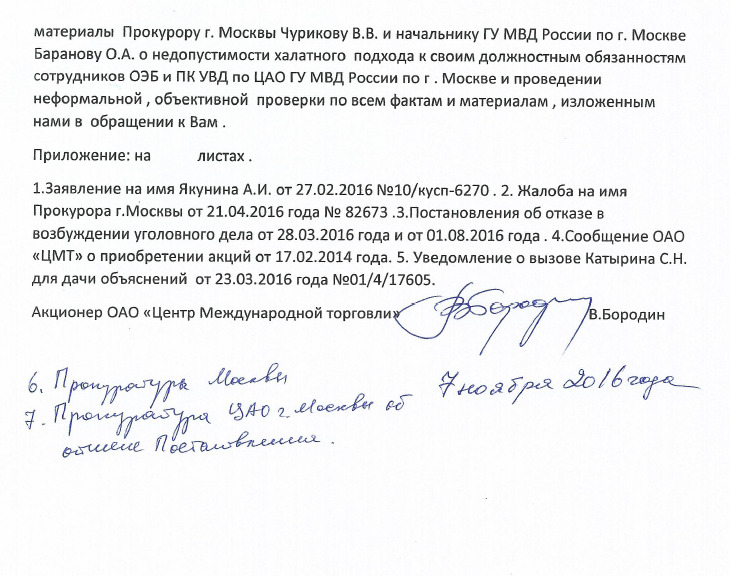 материалы Прокурору г. Москвы Чурикову В.В. и начальнику ГУ МВД России по г. Москве
Баранову О.А. о недопустимости халатного подхода к своим должностным обязанностям
сотрудников ОЭБ и ПК УВД по ЦАО ГУ МВД России по г . Москве и проведении
неформальной , объективной проверки по всем фактам и материалам , изложенным
нами в обращении к Вам .
Приложение: на листах .
1.Заявление на имя Якунина А.И. от 27.02.2016 №10/кусп-6270 . 2. Жалоба на имя
Прокурора г.Москвы от 21.04.2016 года № 82673 .3.Постановления об отказе в
возбуждении уголовного дела от 28.03.2016 года и от 01.08.2016 года . 4.Сообщение ОАО
«ЦМТ» о приобретении акций от 17.02.2014 года. 5. Уведомление о вызове Катырина С.Н.
для дачи объяснений от 23.03.2016 года №01/4/17605.
Акционер ОАО «Центр Международной торговли» В.Бородин В.Бородин
6. Прокуратура Москвы
7 ноября 2016 года
7. Прокуратура ЦАО г. Москвы об
отмене Постановления .